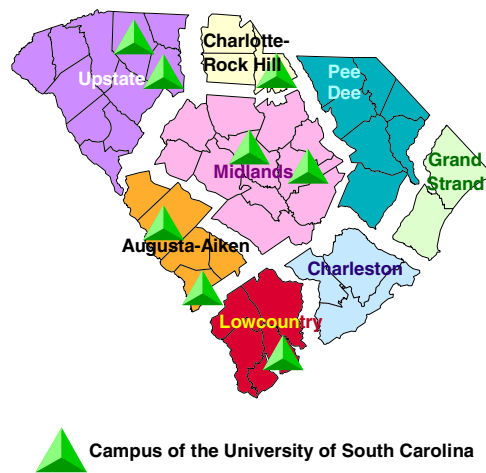 Charlotte-
Rock Hill
Upstate
Pee
Dee
Midlands
Grand
Strand
Augusta-Aiken
Charleston
Lowcountry
Campus of the University of South Carolina